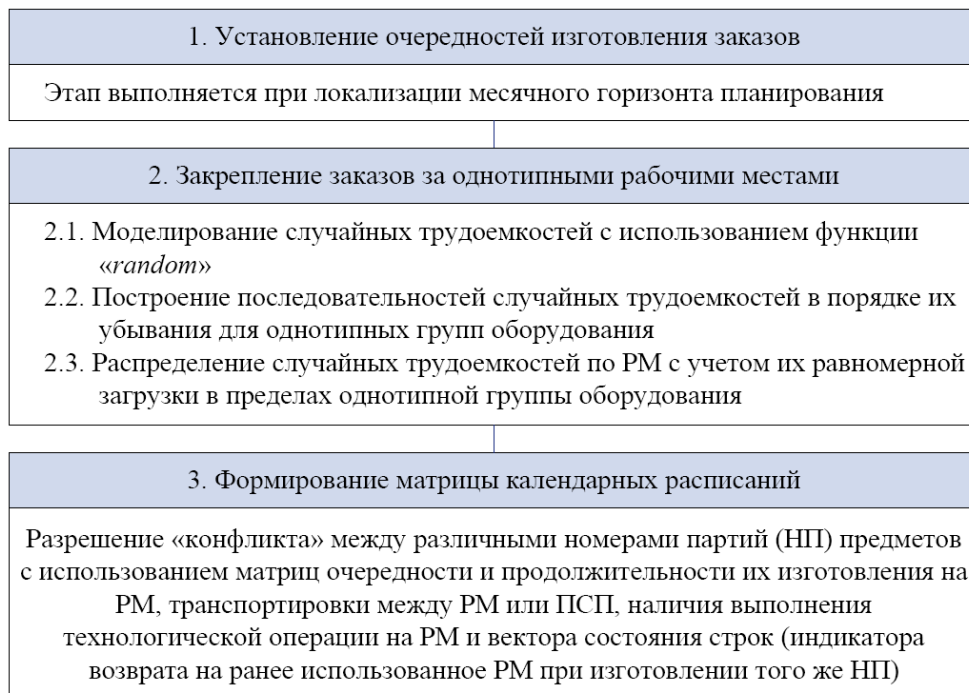 1. Установление очередностей изготовления заказов
Этап выполняется при локализации месячного горизонта планирования
2. Закрепление заказов за однотипными рабочими местами
2.1. Моделирование случайных трудоемкостей с использованием функции
«random»
2.2. Построение последовательностей случайных трудоемкостей в порядке их
убывания для однотипных групп оборудования
2.3. Распределение случайных трудоемкостей по РМ с учетом их равномерной
загрузки в пределах однотипной группы оборудования
3. Формирование матрицы календарных расписаний
Разрешение «конфликта» между различными номерами партий (НП) предметов
с использованием матриц очередности и продолжительности их изготовления на
РМ, транспортировки между РМ или ПСП, наличия выполнения
технологической операции на РМ и вектора состояния строк (индикатора
возврата на ранее использованное РМ при изготовлении того же НП)